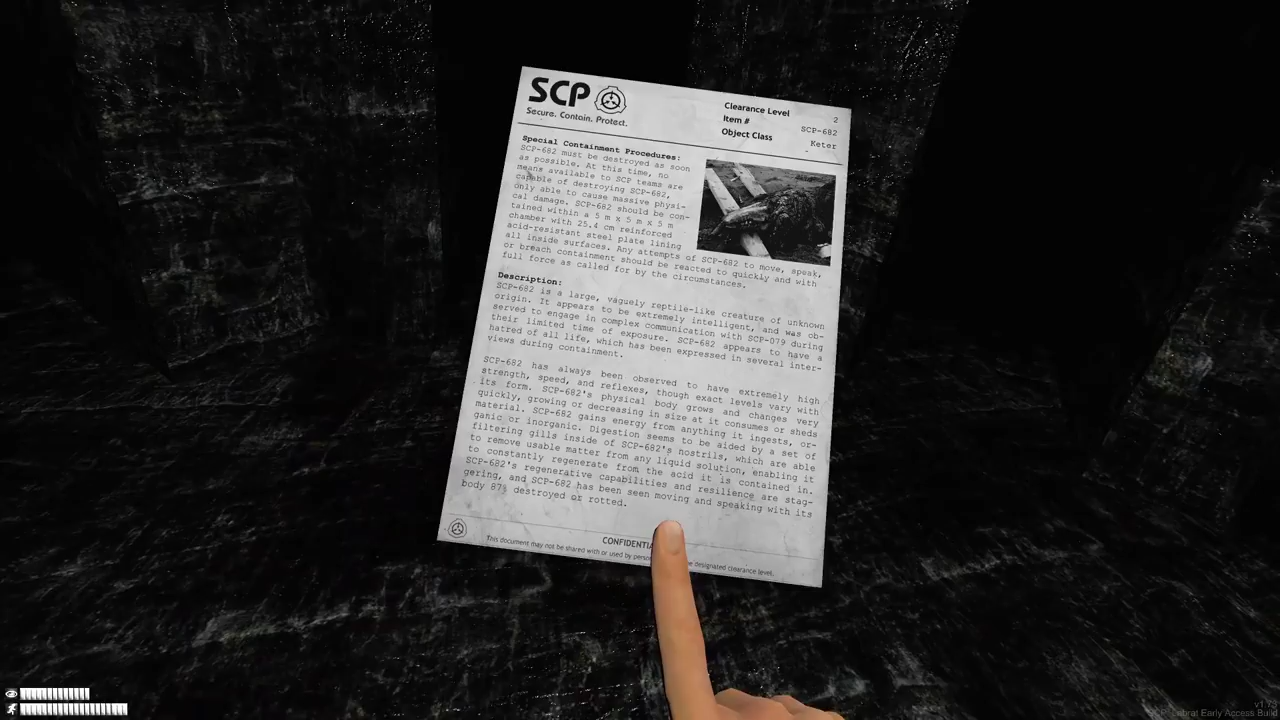 SCP
Secure. Contain. Protect.
Clearance Level 2
Item # SCP-682
Object Class Keter
Special Containment Procedures:
SCP-682 must be destroyed as soon
as possible. At this time, no
means available to SCP teams are
capable of destroying SCP-682,
only able to cause massive physi-
cal damage. SCP-682 should be con-
tained within a 5 m x 5 m x 5 m
chamber with 25.4 cm reinforced
acid-resistant steel plate lining
all inside surfaces. Any attempts of SCP-682 to move, speak,
or breach containment should be reacted to quickly and with
full force as called for by the circumstances.
Description:
SCP-682 is a large, vaguely reptile-like creature of unknown
origin. It appears to be extremely intelligent, and was ob-
served to engage in complex communication with SCP-079 during
their limited time of exposure. SCP-682 appears to have a
hatred of all life, which has been expressed in several inter-
views during containment.
SCP-682 has always been observed to have extremely high
strength, speed, and reflexes, though exact levels vary with
its form. SCP-682's physical body grows and changes very
quickly, growing or decreasing in size at it consumes or sheds
material. SCP-682 gains energy from anything it ingests, or-
ganic or inorganic. Digestion seems to be aided by a set of
filtering gills inside of SCP-682's nostrils, which are able
to remove usable matter from any liquid solution, enabling it
to constantly regenerate from the acid it is contained in.
SCP-682's regenerative capabilities and resilience are stag-
gering, and SCP-682 has been seen moving and speaking with its
body 87% destroyed or rotted.
This document may not be shared with or used by designated clearance level.
Early Access Build